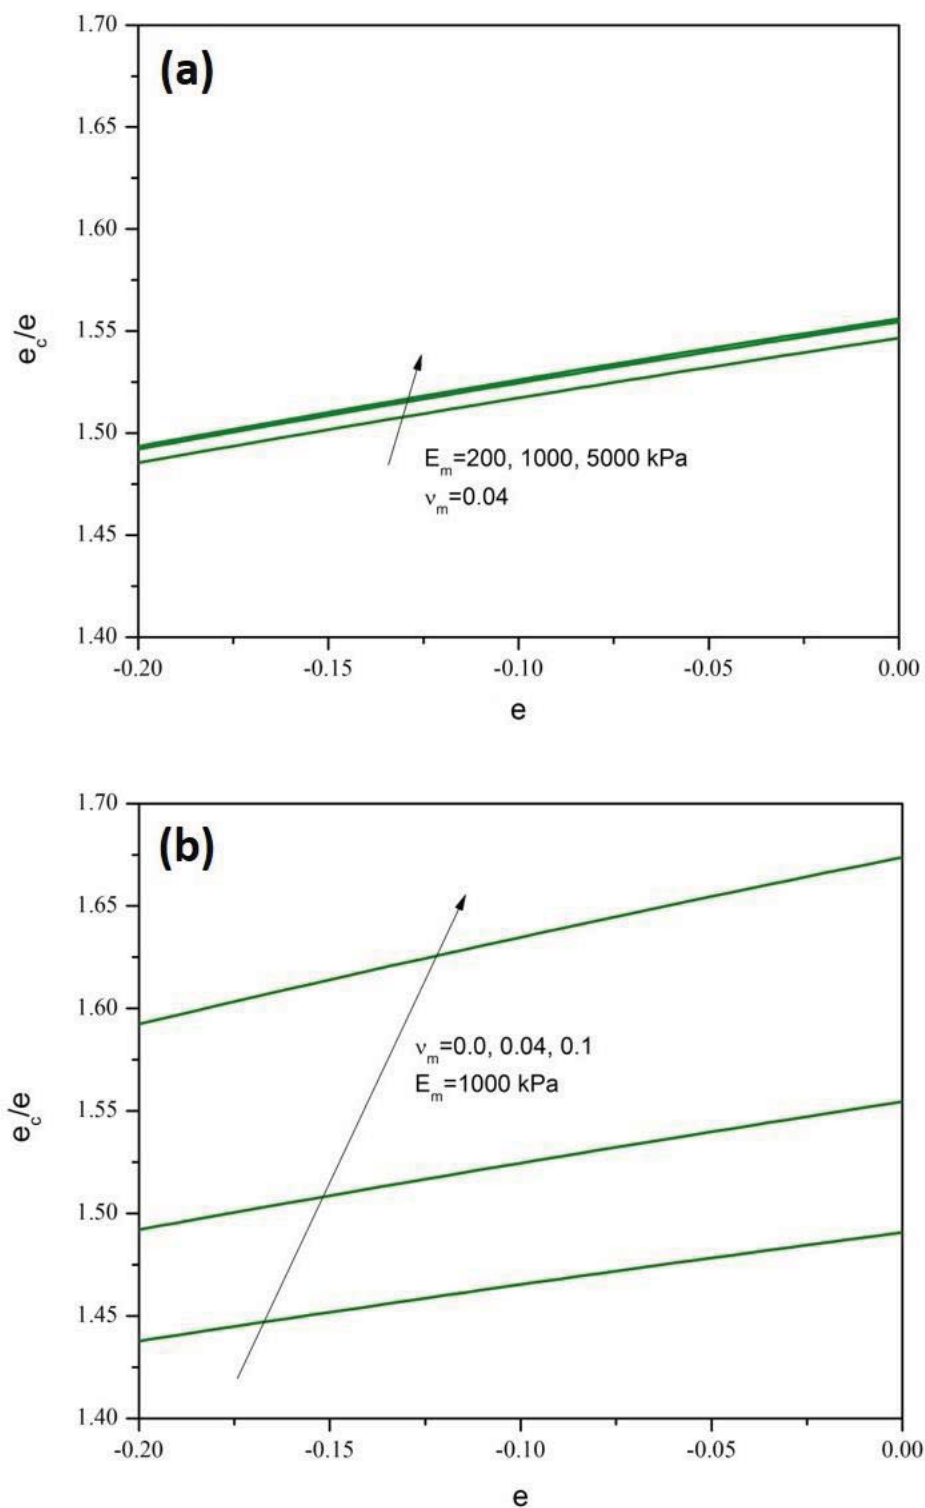 (a)
1.70
1.65
1.60
1.55
1.50
1.45
1.40
e_c/e
E_m=200, 1000, 5000 kPa
ν_m=0.04
-0.20 -0.15 -0.10 -0.05 0.00
e
(b)
1.70
1.65
1.60
1.55
1.50
1.45
1.40
e_c/e
ν_m=0.0, 0.04, 0.1
E_m=1000 kPa
-0.20 -0.15 -0.10 -0.05 0.00
e